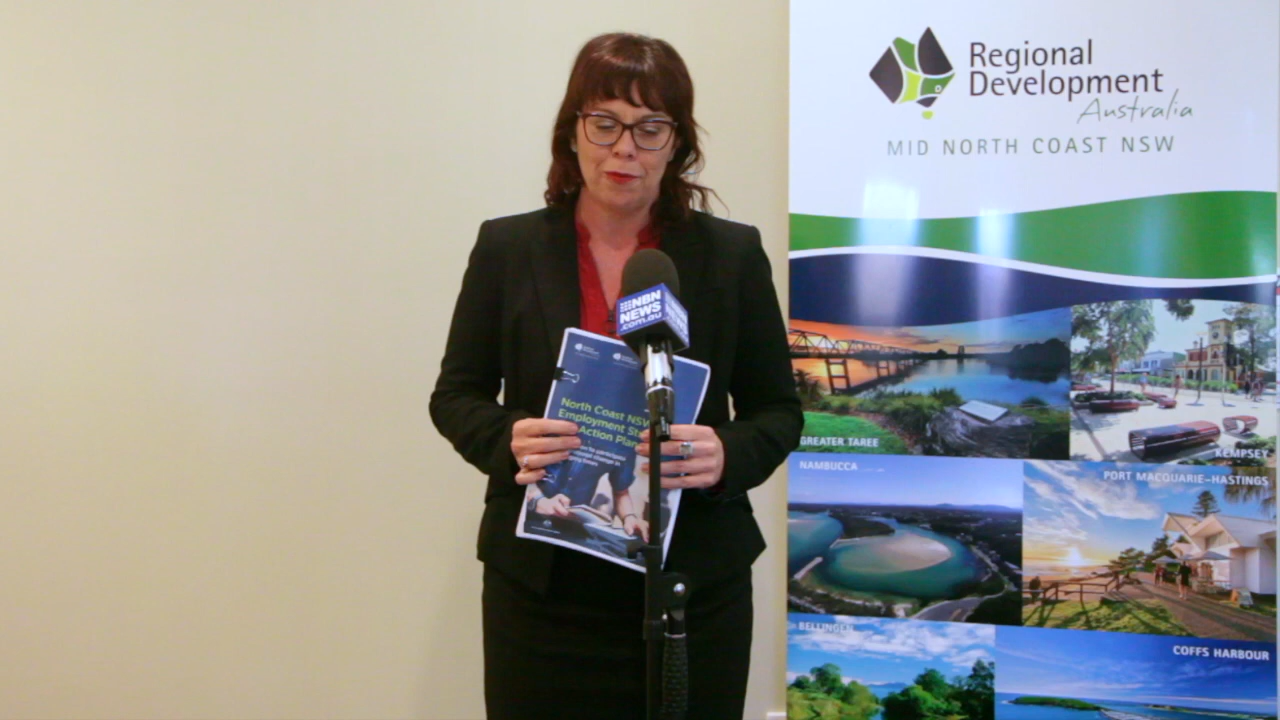 Regional
Development
Australia
MID NORTH COAST NSW
NBN
NEWS
.com.au
North Coast NSW
Employment
Action Plan
GREATER TAREE
KEMPSEY
NAMBUCCA
PORT MACQUARIE-HASTINGS
BELLINGEN
COFFS HARBOUR